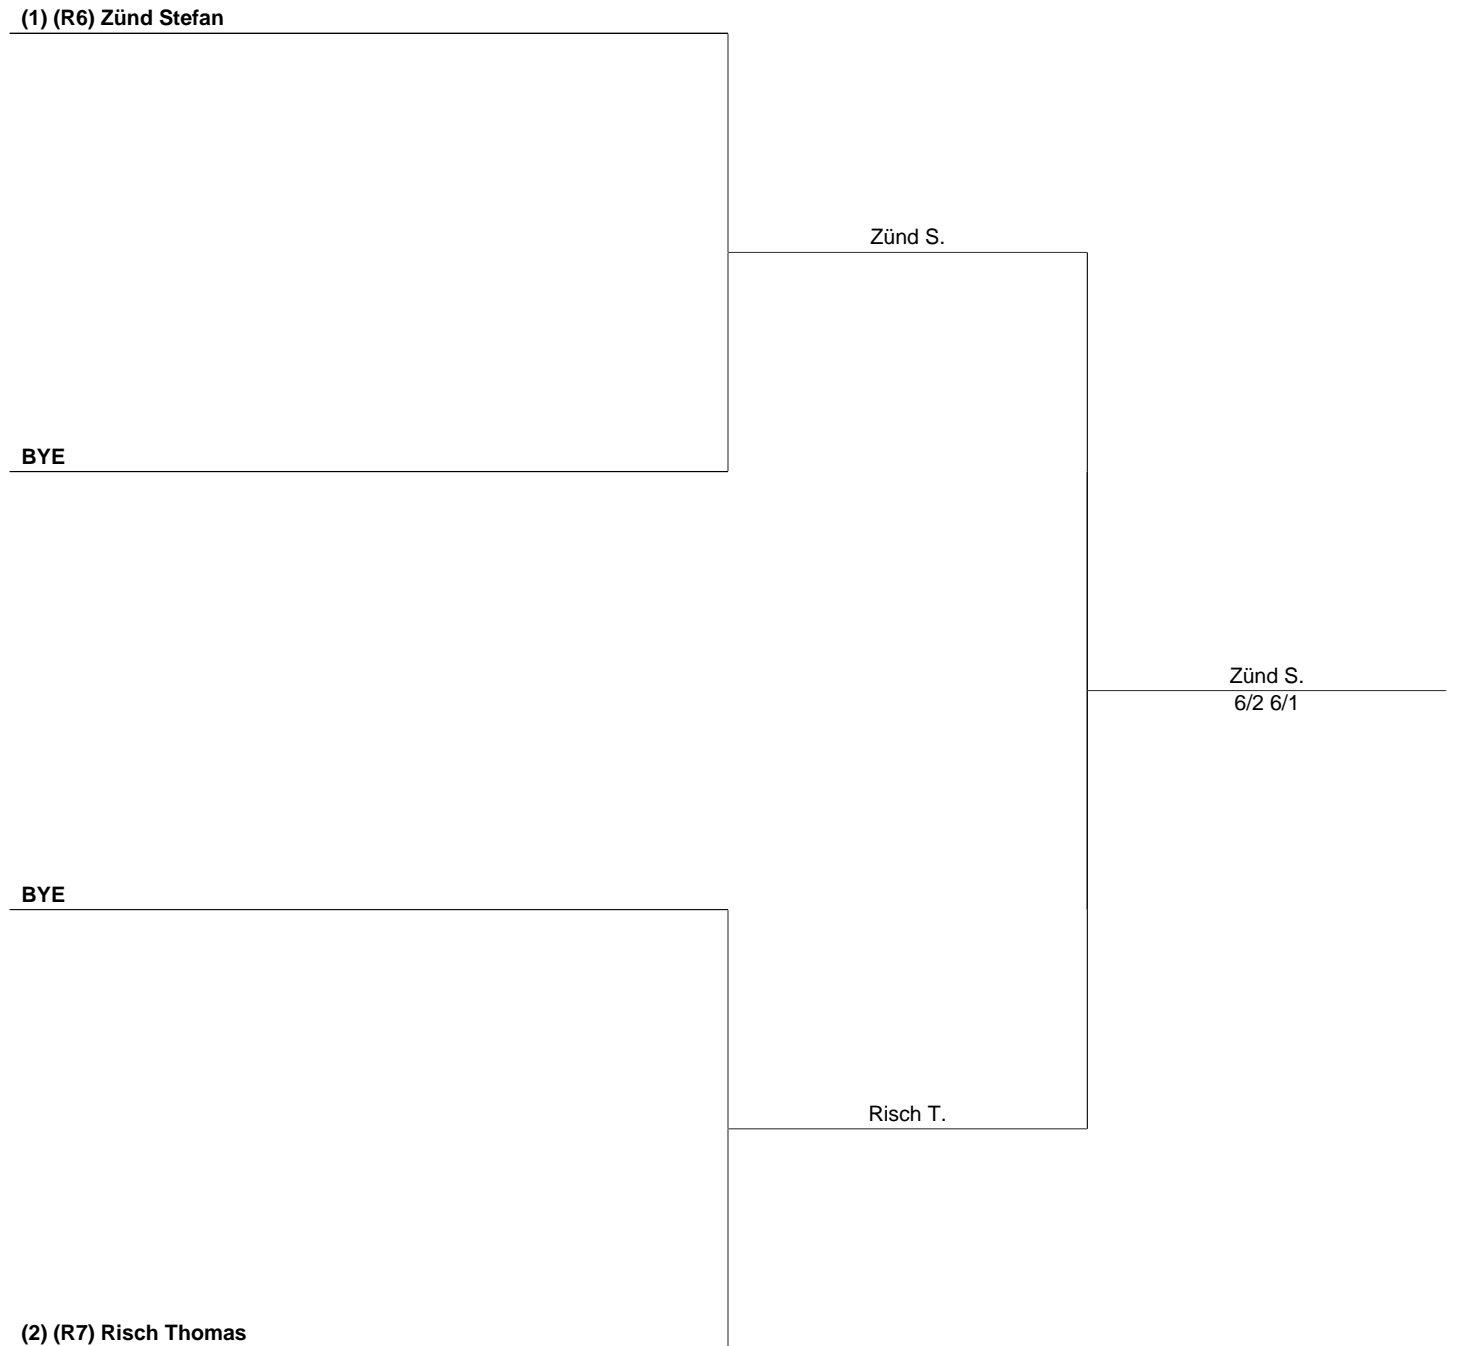 (1) (R6) Zünd Stefan
Zünd S.
BYE
Zünd S.
6/2 6/1
BYE
Risch T.
(2) (R7) Risch Thomas